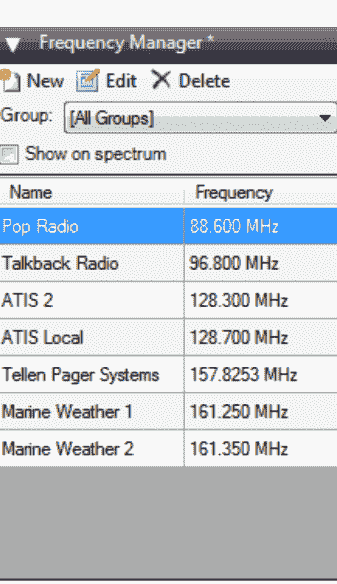 Frequency Manager *
New Edit Delete
Group: [All Groups]
Show on spectrum
Name Frequency
Pop Radio 88.600 MHz
Talkback Radio 96.800 MHz
ATIS 2 128.300 MHz
ATIS Local 128.700 MHz
Tellen Pager Systems 157.8253 MHz
Marine Weather 1 161.250 MHz
Marine Weather 2 161.350 MHz